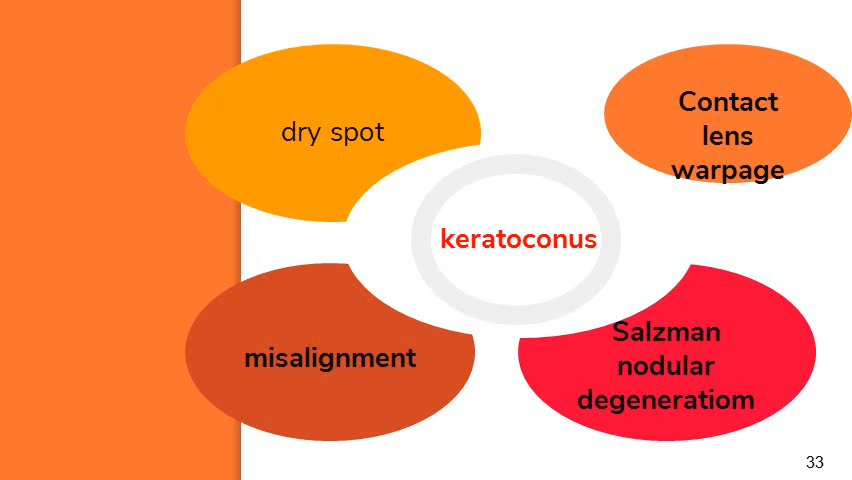 dry spot
Contact
lens
warpage
keratoconus
misalignment
Salzman
nodular
degeneratiom
33